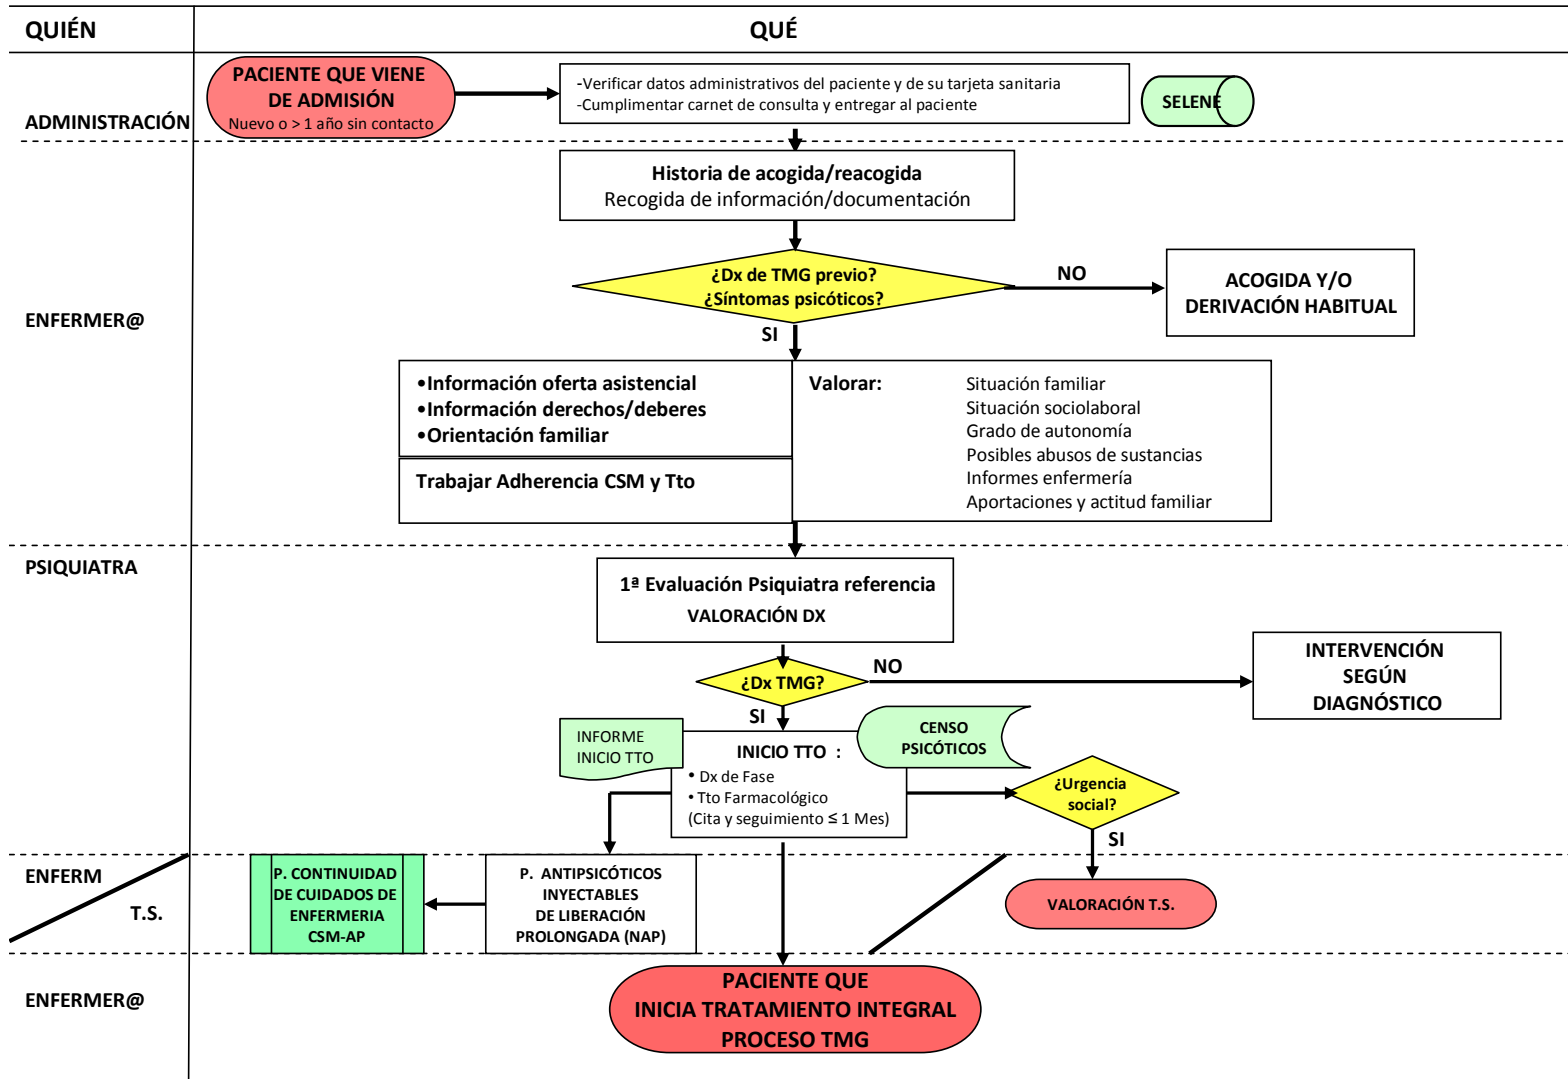 QUIÉN
QUÉ
ADMINISTRACIÓN
PACIENTE QUE VIENE
DE ADMISIÓN
Nuevo o > 1 año sin contacto
-Verificar datos administrativos del paciente y de su tarjeta sanitaria
-Cumplimentar carnet de consulta y entregar al paciente
SELENE
ENFERMER@
Historia de acogida/reacogida
Recogida de información/documentación
¿Dx de TMG previo?
¿Síntomas psicóticos?
NO
ACOGIDA Y/O
DERIVACIÓN HABITUAL
SI
•Información oferta asistencial
•Información derechos/deberes
•Orientación familiar
Trabajar Adherencia CSM y Tto
Valorar:
Situación familiar
Situación sociolaboral
Grado de autonomía
Posibles abusos de sustancias
Informes enfermería
Aportaciones y actitud familiar
PSIQUIATRA
1ª Evaluación Psiquiatra referencia
VALORACIÓN DX
¿Dx TMG?
NO
INTERVENCIÓN
SEGÚN
DIAGNÓSTICO
SI
INFORME
INICIO TTO
INICIO TTO :
• Dx de Fase
• Tto Farmacológico
(Cita y seguimiento ≤ 1 Mes)
CENSO
PSICÓTICOS
¿Urgencia
social?
SI
ENFERM
T.S.
P. CONTINUIDAD
DE CUIDADOS DE
ENFERMERIA
CSM-AP
P. ANTIPSICÓTICOS
INYECTABLES
DE LIBERACIÓN
PROLONGADA (NAP)
VALORACIÓN T.S.
ENFERMER@
PACIENTE QUE
INICIA TRATAMIENTO INTEGRAL
PROCESO TMG